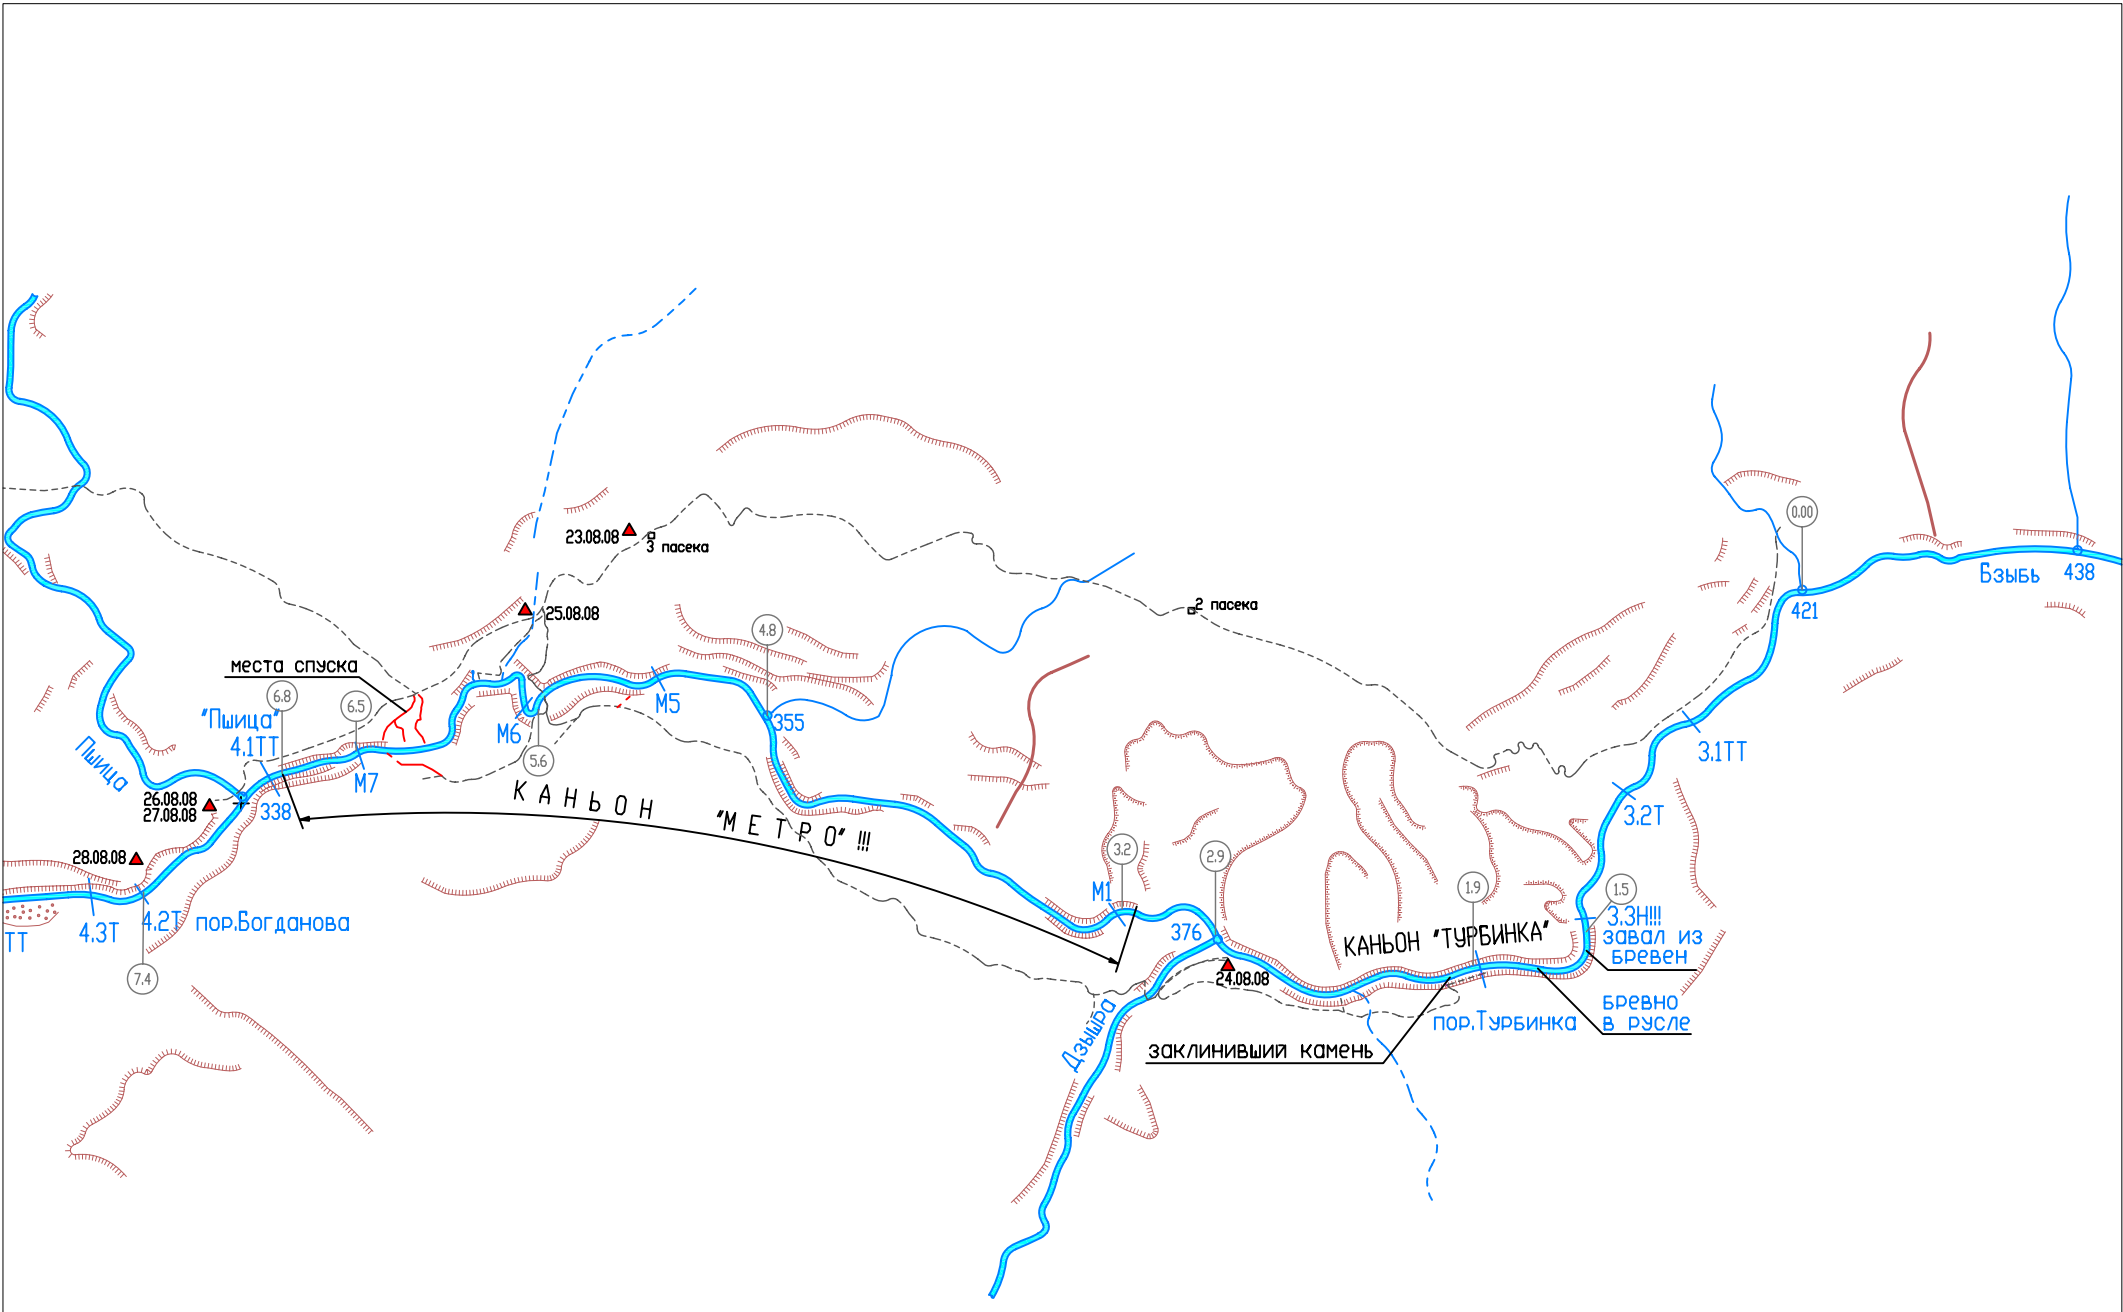 23.08.08
3 пасека
0.00
Бзыбь
438
421
25.08.08
2 пасека
4.8
места спуска
6.8
6.5
"Пшица"
4.1ТТ
М5
355
М6
5.6
3.1ТТ
Пшица
М7
26.08.08
27.08.08
338
КАНЬОН "МЕТРО" !!!
3.2Т
28.08.08
3.2
2.9
М1
1.9
1.5
4.3Т
4.2Т
пор.Богданова
ТТ
376
КАНЬОН "ТУРБИНКА"
3.3Н!!!
завал из
бревен
7.4
24.08.08
Дзышра
пор.Турбинка
бревно
в русле
заклинивший камень